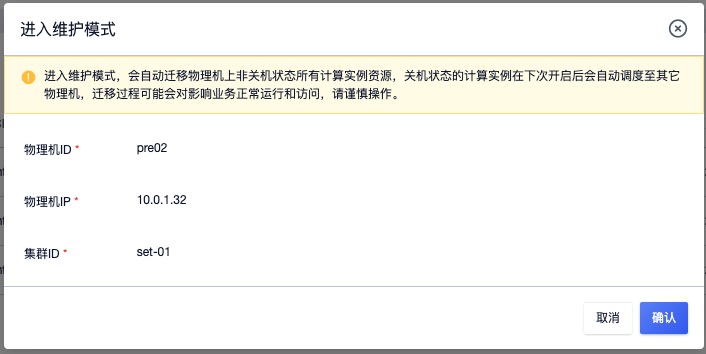 进入维护模式
进入维护模式，会自动迁移物理机上非关机状态所有计算实例资源，关机状态的计算实例在下次开启后会自动调度至其它
物理机，迁移过程可能会对影响业务正常运行和访问，请谨慎操作。
物理机ID * pre02
物理机IP * 10.0.1.32
集群ID * set-01
取消 确认